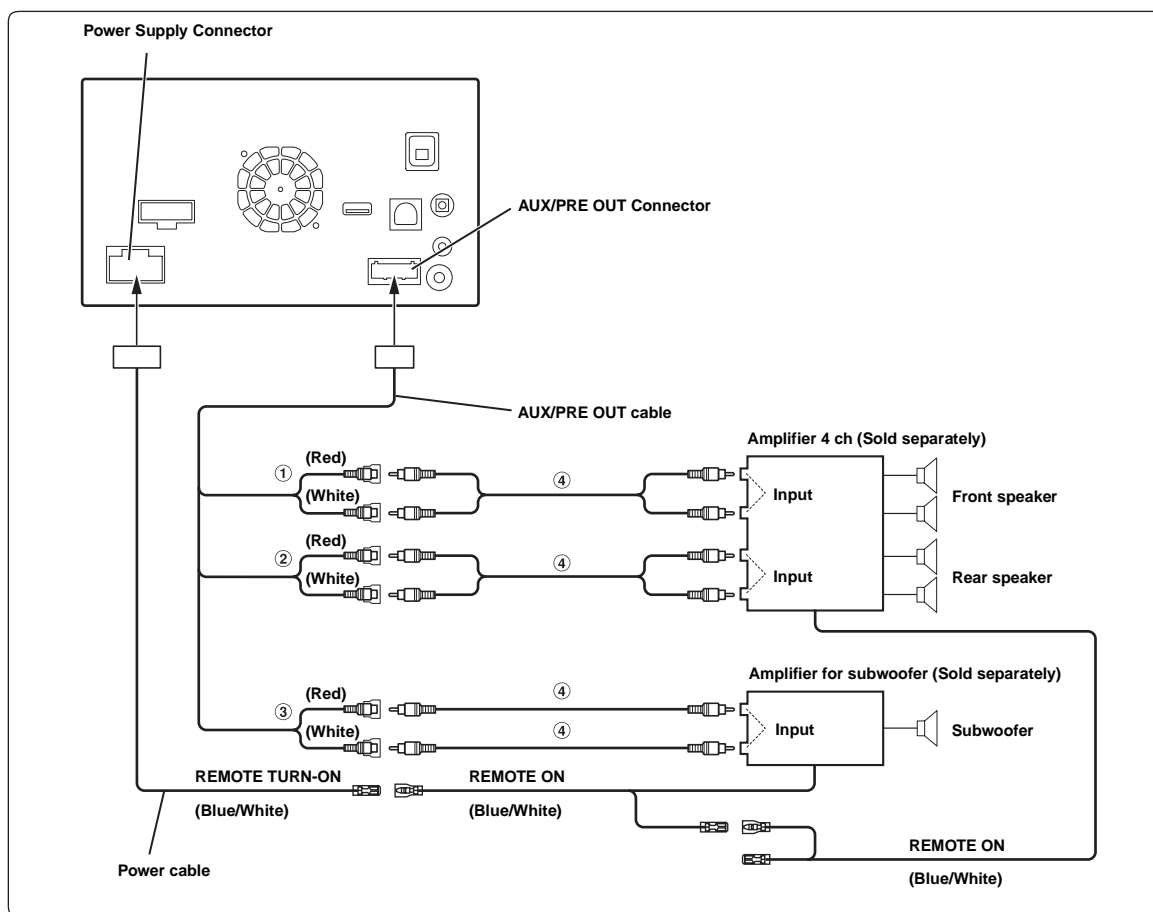 Power Supply Connector
AUX/PRE OUT Connector
AUX/PRE OUT cable
Amplifier 4 ch (Sold separately)
① (Red)
(White)
④
Input
Front speaker
② (Red)
(White)
④
Input
Rear speaker
Amplifier for subwoofer (Sold separately)
③ (Red)
(White)
④
④
Input
Subwoofer
REMOTE TURN-ON
(Blue/White)
REMOTE ON
(Blue/White)
REMOTE ON
(Blue/White)
Power cable